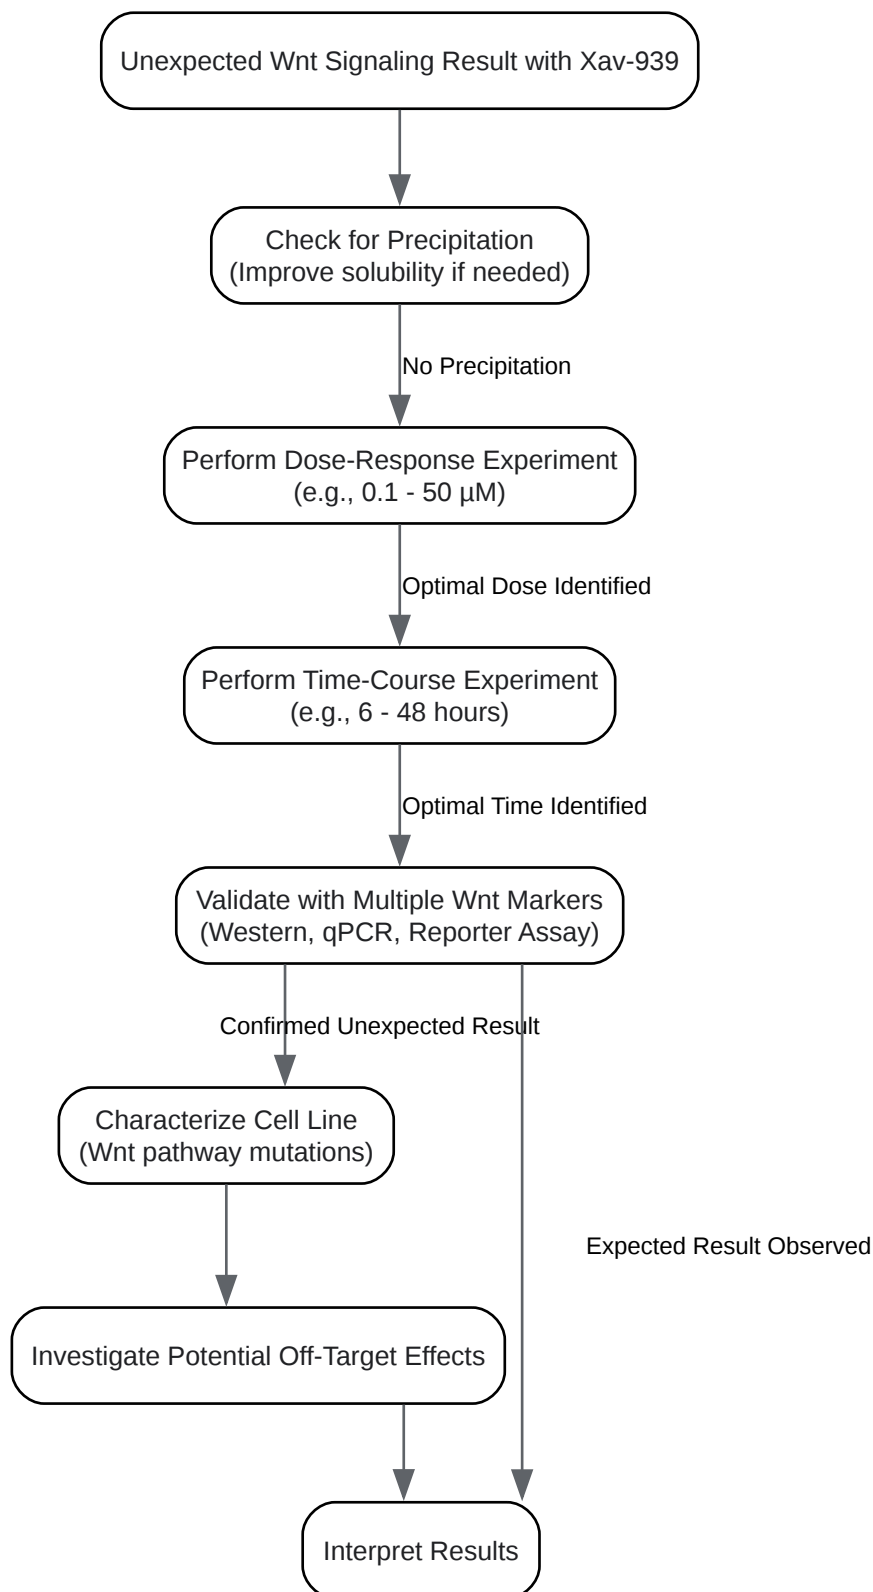 Unexpected Wnt Signaling Result with Xav-939
Check for Precipitation
(Improve solubility if needed)
No Precipitation
Perform Dose-Response Experiment
(e.g., 0.1 - 50 µM)
Optimal Dose Identified
Perform Time-Course Experiment
(e.g., 6 - 48 hours)
Optimal Time Identified
Validate with Multiple Wnt Markers
(Western, qPCR, Reporter Assay)
Confirmed Unexpected Result
Characterize Cell Line
(Wnt pathway mutations)
Expected Result Observed
Investigate Potential Off-Target Effects
Interpret Results